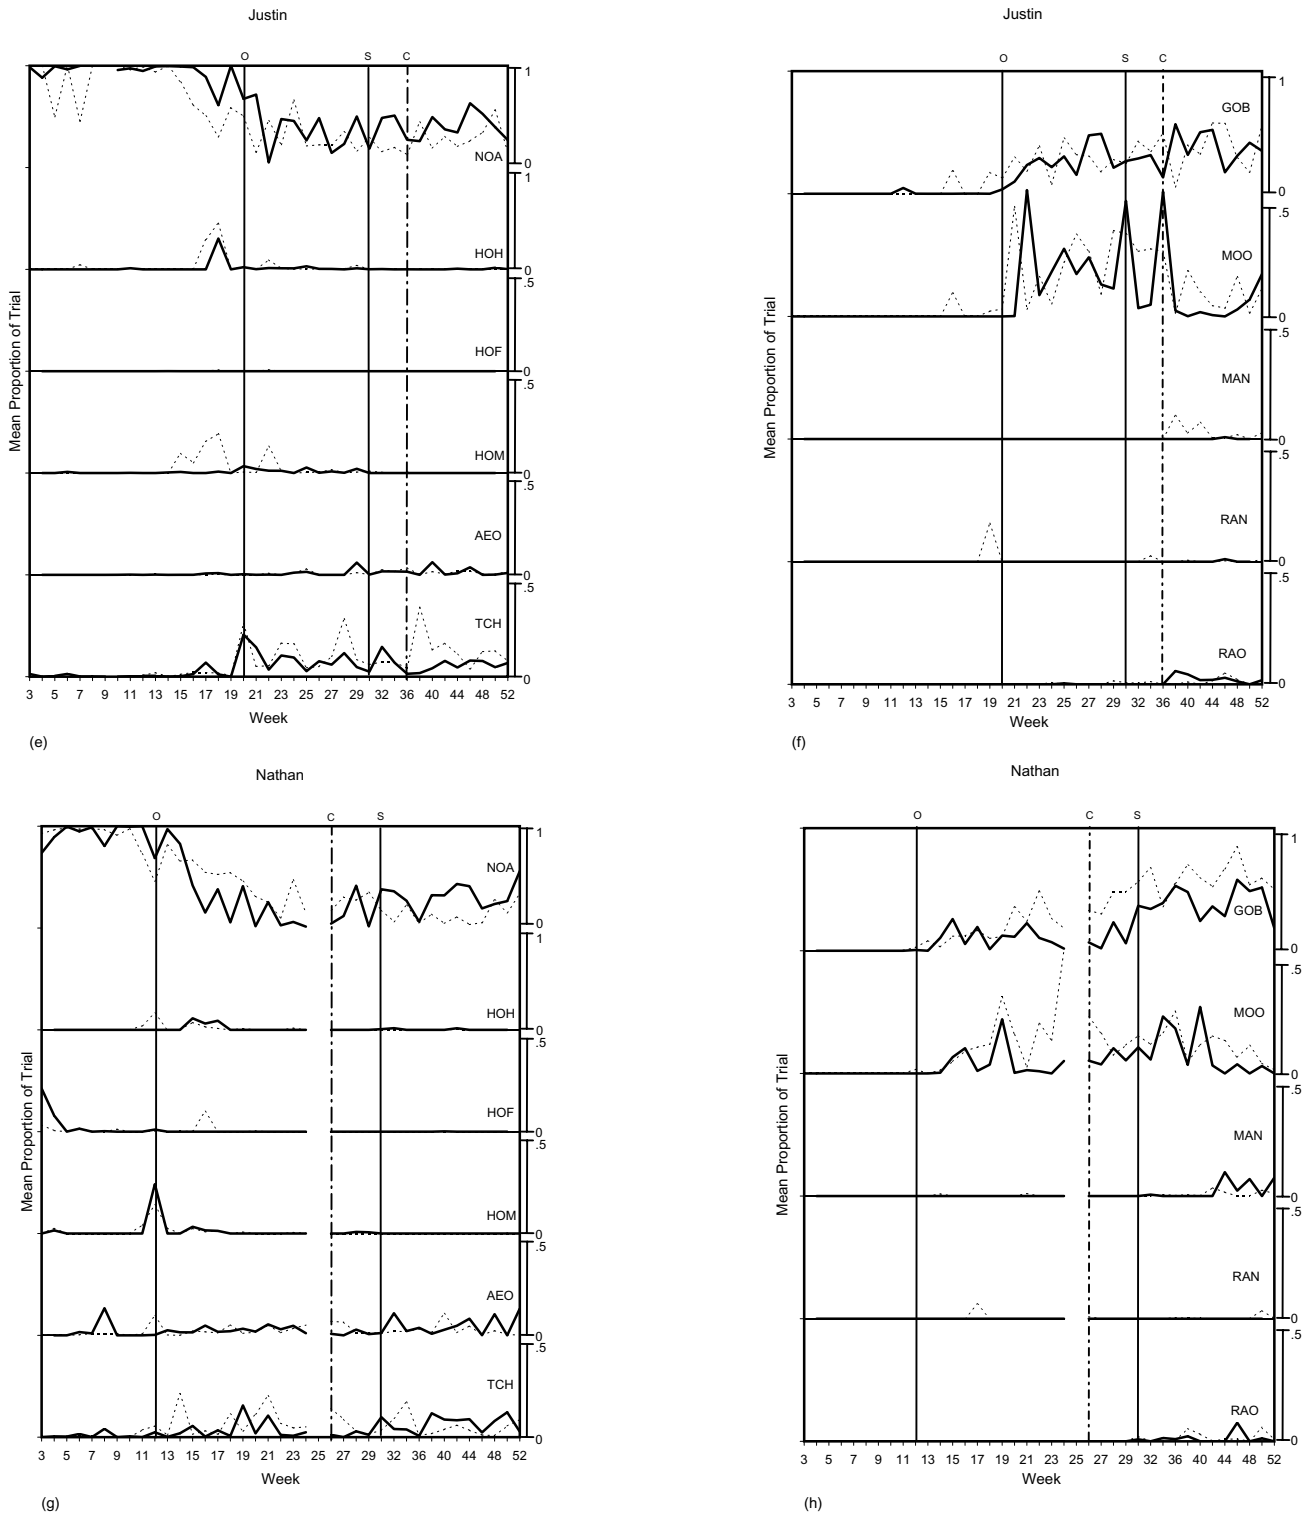 Justin
O S C
1
NOA
0
1
HOH
0
.5
HOF
0
.5
HOM
0
.5
AEO
0
.5
TCH
0
Mean Proportion of Trial
3 5 7 9 11 13 15 17 19 21 23 25 27 29 32 36 40 44 48 52
Week
(e)
Justin
O S C
1
GOB
0
.5
MOO
0
.5
MAN
0
.5
RAN
0
.5
RAO
0
Mean Proportion of Trial
3 5 7 9 11 13 15 17 19 21 23 25 27 29 32 36 40 44 48 52
Week
(f)
Nathan
O C S
1
NOA
0
1
HOH
0
.5
HOF
0
.5
HOM
0
.5
AEO
0
.5
TCH
0
Mean Proportion of Trial
3 5 7 9 11 13 15 17 19 21 24 25 27 29 32 36 40 44 48 52
Week
(g)
Nathan
O C S
1
GOB
0
.5
MOO
0
.5
MAN
0
.5
RAN
0
.5
RAO
0
Mean Proportion of Trial
3 5 7 9 11 13 15 17 19 21 23 25 27 29 32 36 40 44 48 52
Week
(h)